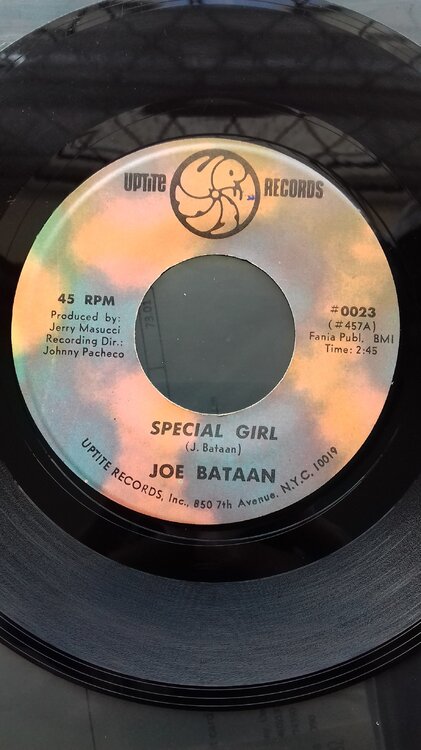 UPTITE RECORDS
45 RPM
Produced by:
Jerry Masucci
Recording Dir.:
Johnny Pacheco
#0023
(#457A)
Fania Publ. BMI
Time: 2:45
SPECIAL GIRL
(J. Bataan)
JOE BATAAN
UPTITE RECORDS, Inc., 850 7th Avenue, N.Y.C. 10019